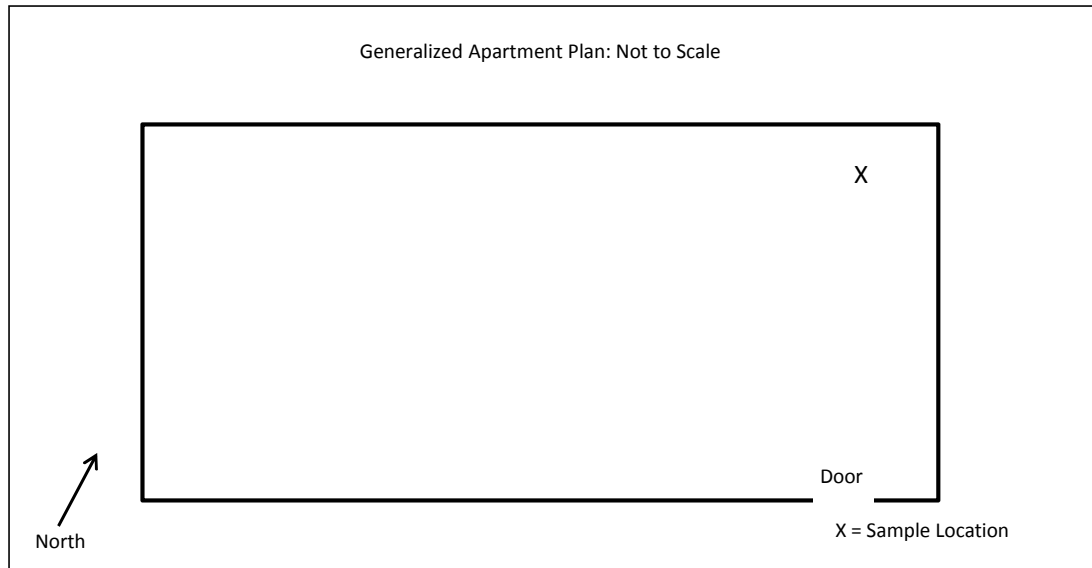 Generalized Apartment Plan: Not to Scale
X
Door
X = Sample Location
North